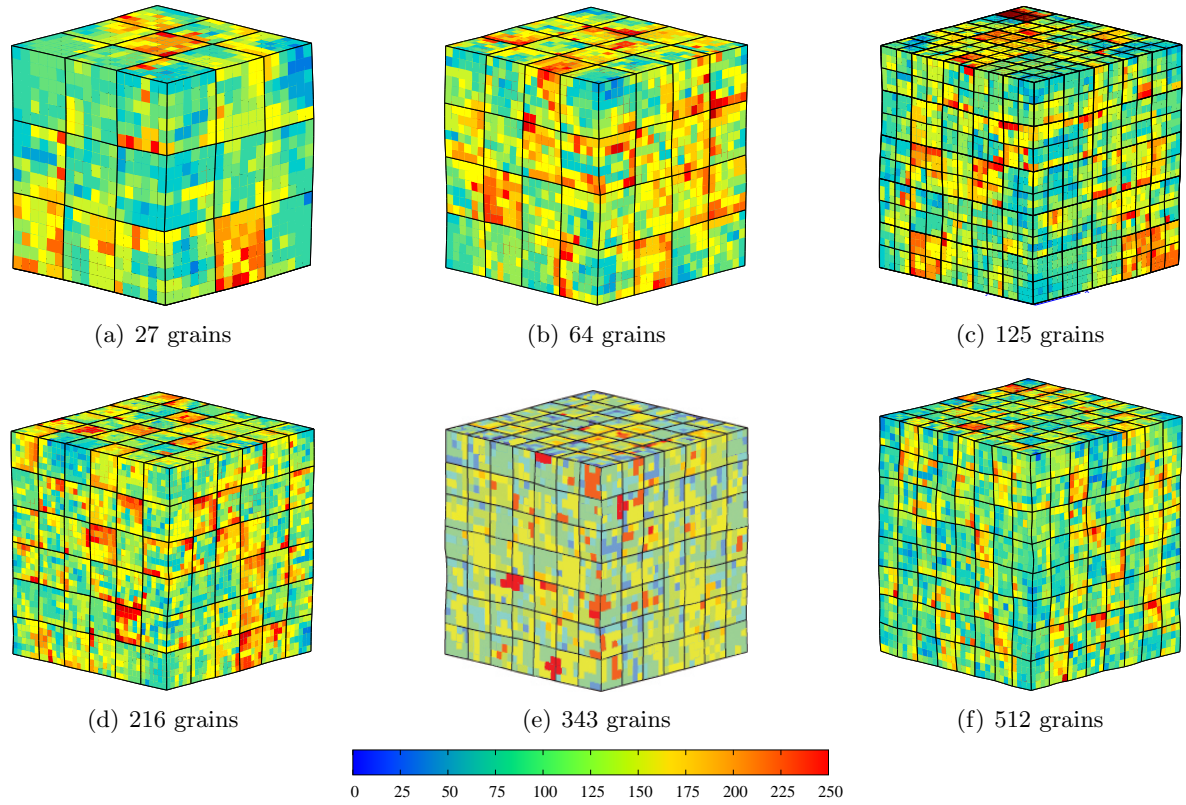 (a) 27 grains
(b) 64 grains
(c) 125 grains
(d) 216 grains
(e) 343 grains
(f) 512 grains
0 25 50 75 100 125 150 175 200 225 250